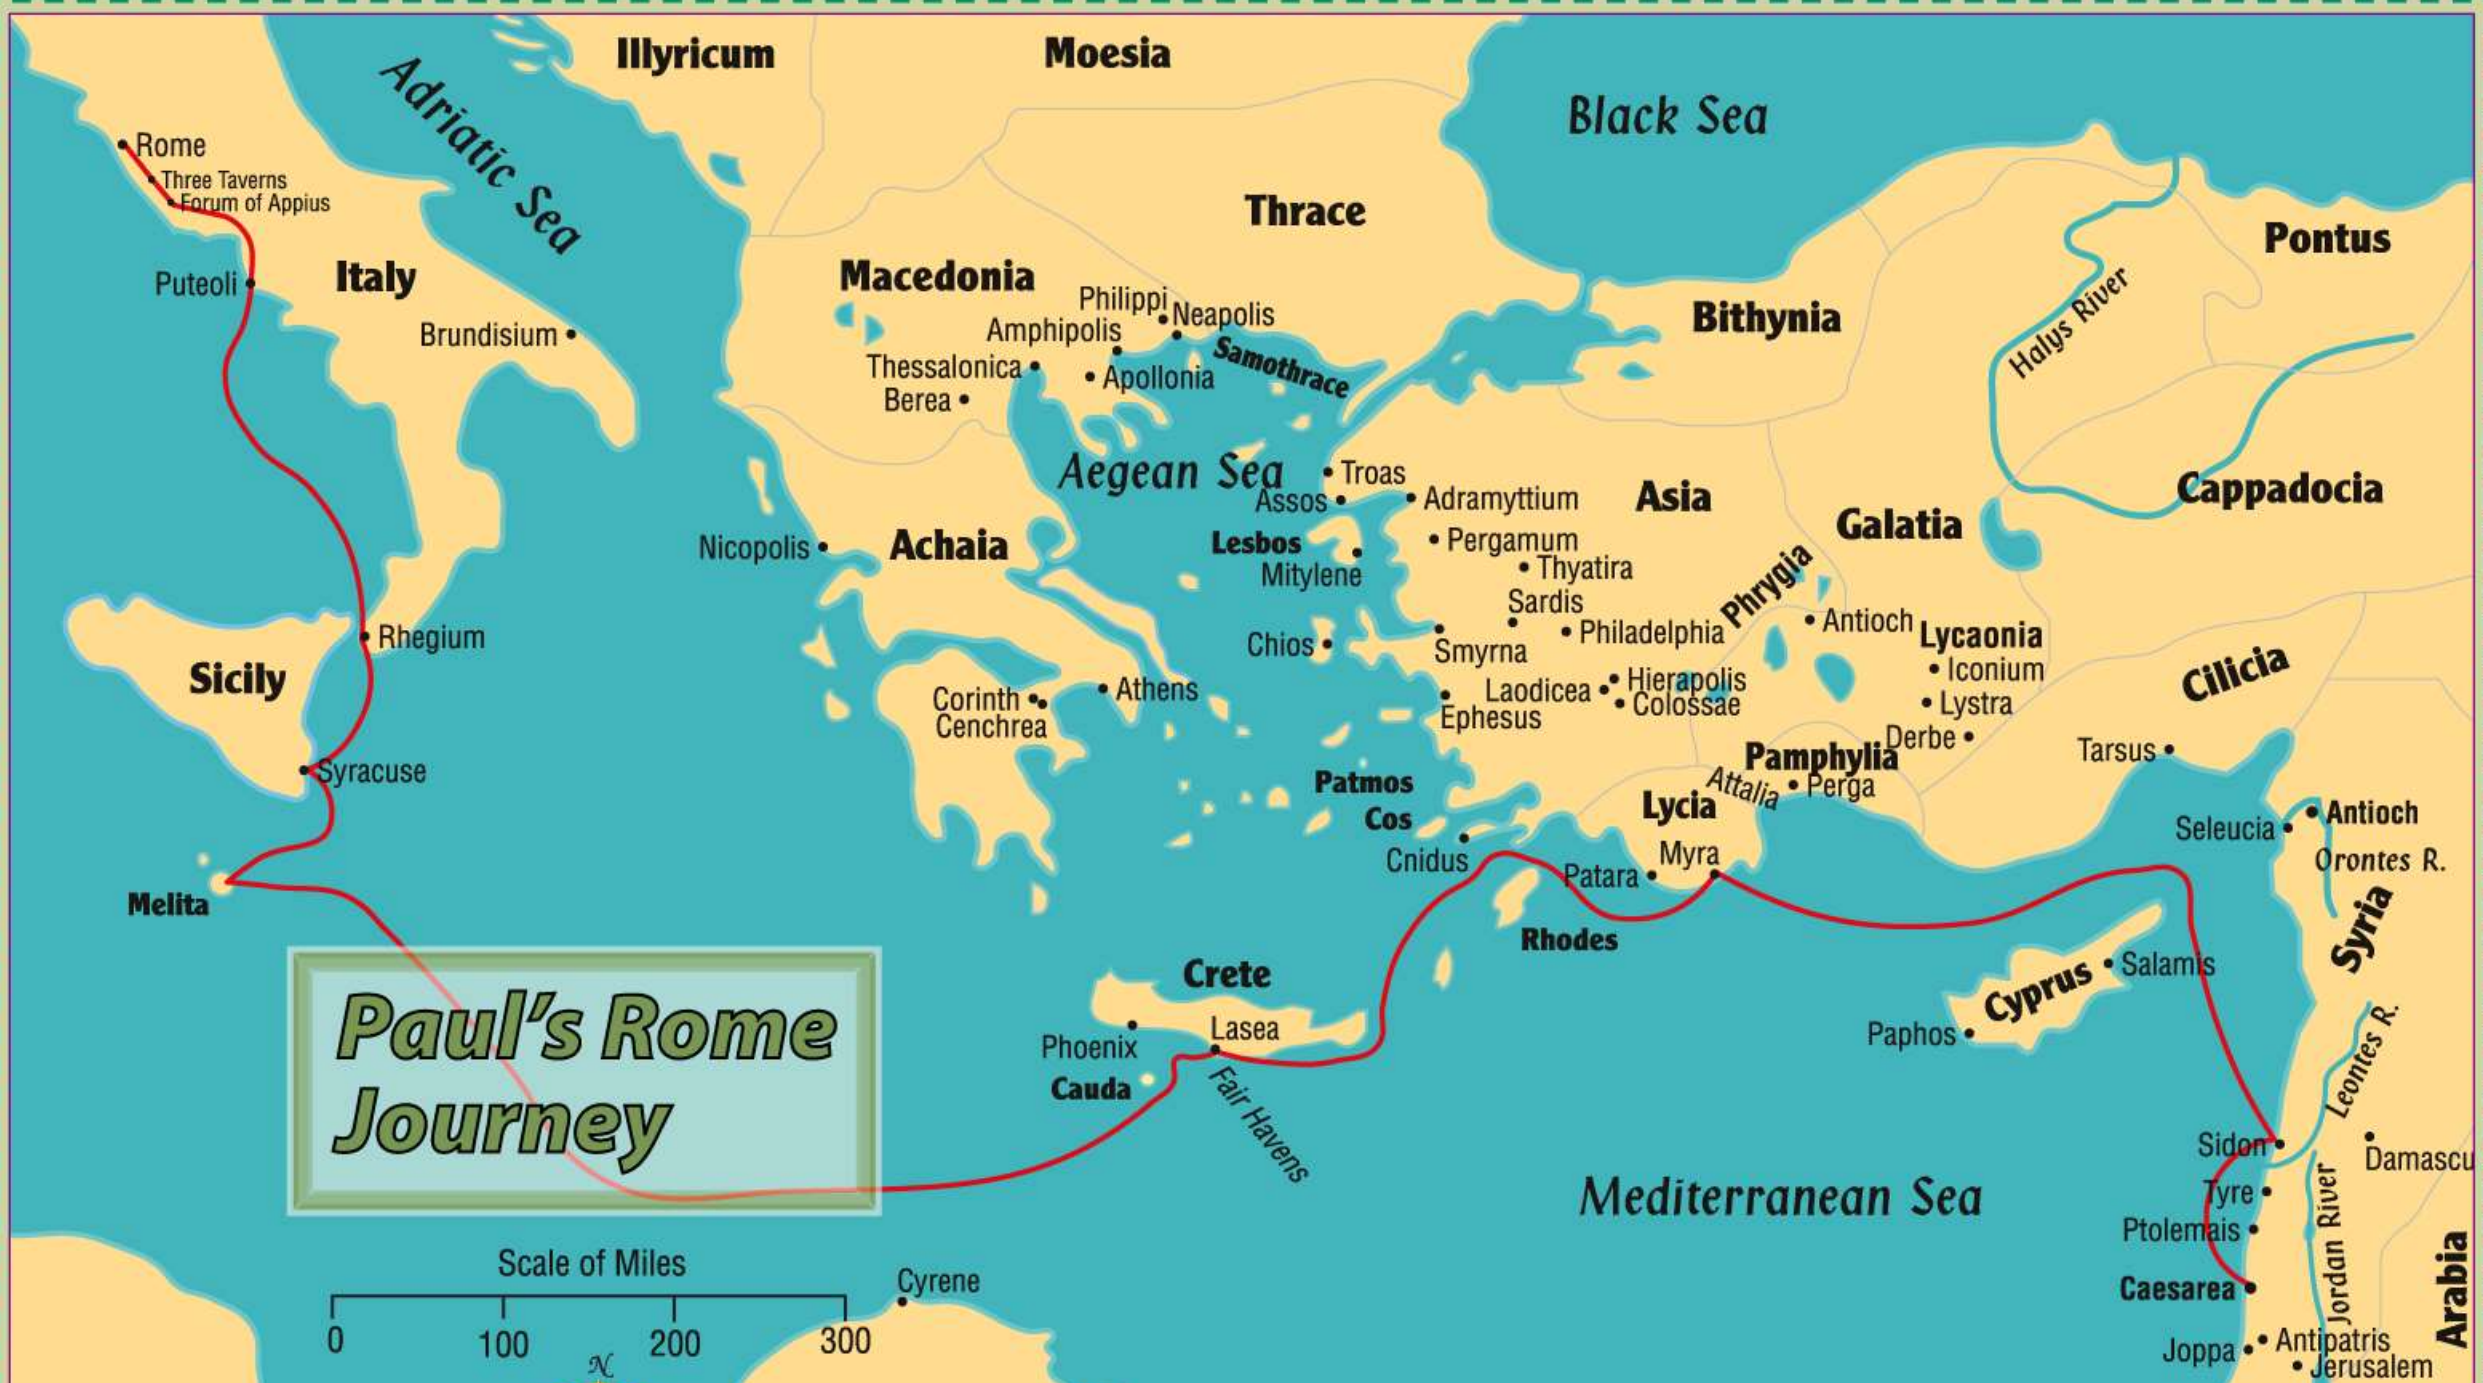 Illyricum
Moesia
Adriatic Sea
Black Sea
Rome
Three Taverns
Forum of Appius
Thrace
Pontus
Puteoli
Italy
Macedonia
Philippi
Neapolis
Halys River
Bithynia
Brundisium
Amphipolis
Samothrace
Thessalonica
Apollonia
Berea
Aegean Sea
Troas
Assos
Adramyttium
Asia
Cappadocia
Galatia
Nicopolis
Achaia
Lesbos
Pergamum
Mitylene
Thyatira
Phrygia
Sardis
Philadelphia
Antioch
Lycaonia
Rhegium
Chios
Smyrna
Iconium
Sicily
Cilicia
Corinth
Cenchrea
Athens
Laodicea
Hierapolis
Colossae
Ephesus
Lystra
Derbe
Tarsus
Pamphylia
Syracuse
Patmos
Attalia
Perga
Lycia
Cos
Seleucia
Antioch
Cnidus
Myra
Patara
Orontes R.
Melita
Syria
Rhodes
Crete
Salamis
Cyprus
Paphos
Paul's Rome
Journey
Phoenix
Lasea
Cauda
Fair Havens
Leontes R.
Sidon
Damascu
Mediterranean Sea
Tyre
Jordan River
Ptolemais
Scale of Miles
0 100 200 300
Cyrene
Caesarea
Arabia
Joppa
Antipatris
Jerusalem
N